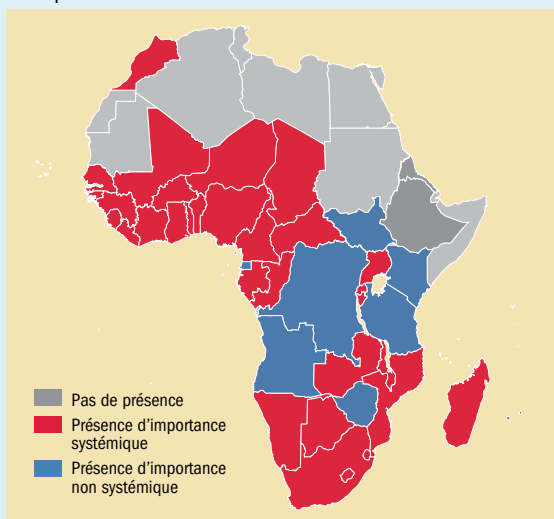 Pas de présence
Présence d'importance
systémique
Présence d'importance
non systémique